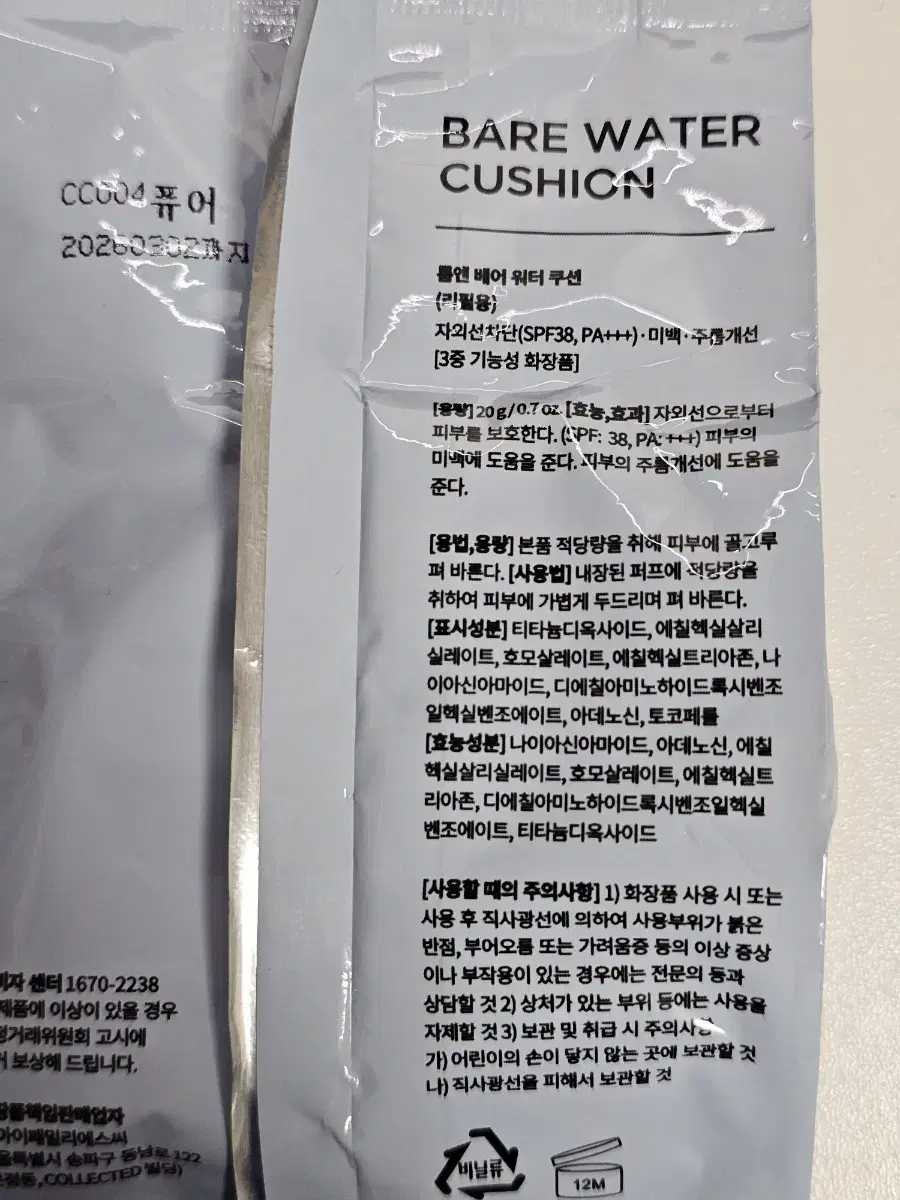 CC004퓨어
20260302까지
BARE WATER
CUSHION
롬앤 베어 워터 쿠션
(리필용)
자외선차단(SPF38, PA+++)·미백·주름개선
[3중 기능성 화장품]
[용량] 20 g / 0.7 oz. [효능,효과] 자외선으로부터
피부를 보호한다. (SPF: 38, PA: +++) 피부의
미백에 도움을 준다. 피부의 주름개선에 도움을
준다.
[용법,용량] 본품 적당량을 취해 피부에 골고루
펴 바른다. [사용법] 내장된 퍼프에 적당량을
취하여 피부에 가볍게 두드리며 펴 바른다.
[표시성분] 티타늄디옥사이드, 에칠헥실살리
실레이트, 호모살레이트, 에칠헥실트리아존, 나
이아신아마이드, 디에칠아미노하이드록시벤조
일헥실벤조에이트, 아데노신, 토코페롤
[효능성분] 나이아신아마이드, 아데노신, 에칠
헥실살리실레이트, 호모살레이트, 에칠헥실트
리아존, 디에칠아미노하이드록시벤조일헥실
벤조에이트, 티타늄디옥사이드
[사용할 때의 주의사항] 1) 화장품 사용 시 또는
사용 후 직사광선에 의하여 사용부위가 붉은
반점, 부어오름 또는 가려움증 등의 이상 증상
이나 부작용이 있는 경우에는 전문의 등과
상담할 것 2) 상처가 있는 부위 등에는 사용을
자제할 것 3) 보관 및 취급 시 주의사항
가) 어린이의 손이 닿지 않는 곳에 보관할 것
나) 직사광선을 피해서 보관할 것
비닐류
12M
비자 센터 1670-2238
제품에 이상이 있을 경우
정거래위원회 고시에
보상해 드립니다.
장품책임판매업자
아이패밀리에스씨
울특별시 송파구 동남로 122
정동, COLLECTED 빌딩)